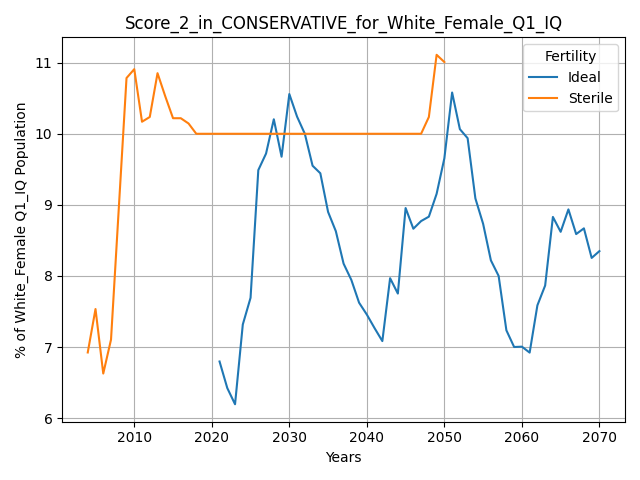 Score_2_in_CONSERVATIVE_for_White_Female_Q1_IQ
Fertility
Ideal
Sterile
% of White_Female Q1_IQ Population
11
10
9
8
7
6
2010
2020
2030
2040
2050
2060
2070
Years